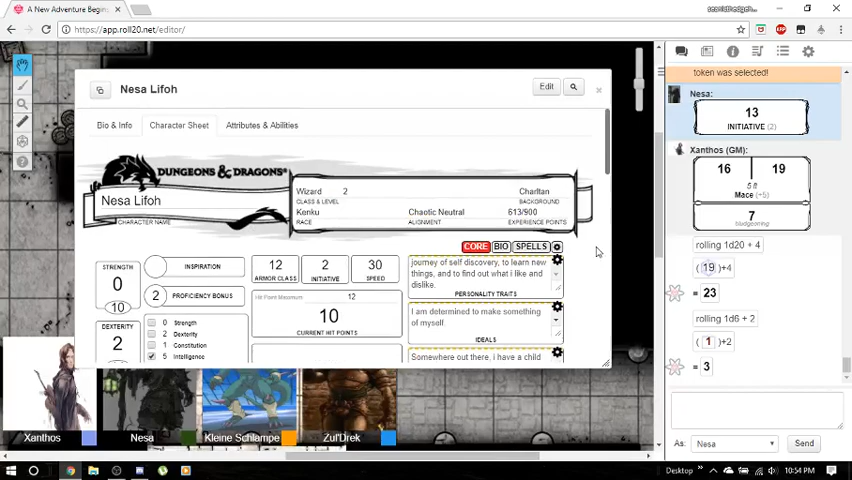 A New Adventure Begin
https://app.roll20.net/editor/
Nesa Lifoh
Edit
Bio & Info
Character Sheet
Attributes & Abilities
DUNGEONS & DRAGONS
Nesa Lifoh
CHARACTER NAME
Wizard 2
Charltan
CLASS & LEVEL
BACKGROUND
Kenku
Chaotic Neutral
613/900
RACE
ALIGNMENT
EXPERIENCE POINTS
CORE
BIO
SPELLS
STRENGTH
0
10
DEXTERITY
2
INSPIRATION
2
PROFICIENCY BONUS
0 Strength
2 Dexterity
1 Constitution
5 Intelligence
12
ARMOR CLASS
2
INITIATIVE
30
SPEED
Hit Point Maximum 12
10
CURRENT HIT POINTS
journey of self discovery, to learn new
things, and to find out what i like and
dislike.
PERSONALITY TRAITS
I am determined to make something
of myself.
IDEALS
Somewhere out there, i have a child
Xanthos
Nesa
Kleine Schlampe
Zul'Drek
token was selected!
Nesa:
13
INITIATIVE (2)
Xanthos (GM):
16 19
5 ft
Mace (+5)
7
bludgeoning
rolling 1d20 + 4
(19)+4
= 23
rolling 1d6 + 2
(1)+2
= 3
As:
Nesa
Send
Desktop
10:54 PM